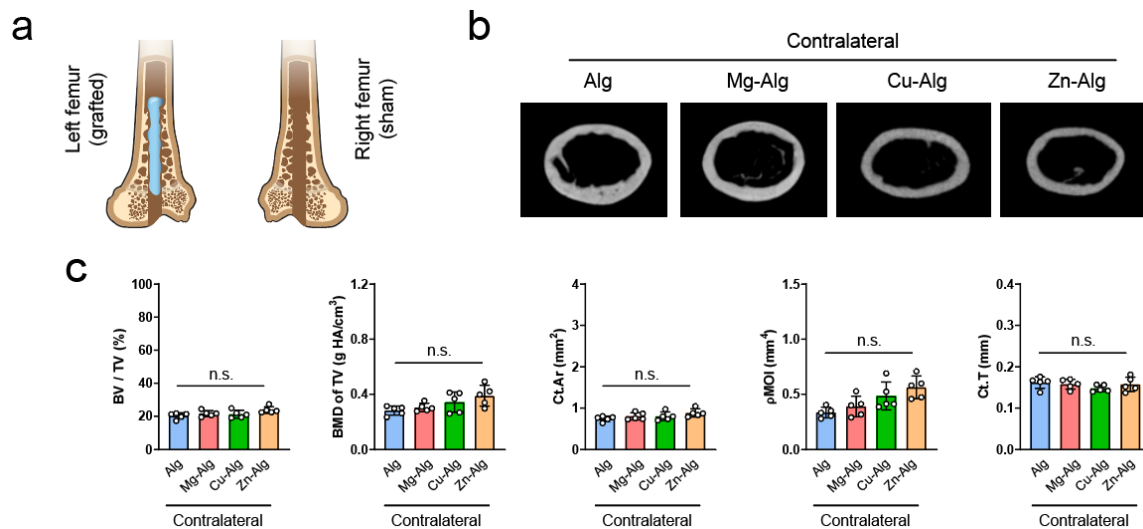 a
Left femur
(grafted)
Right femur
(sham)
b
Contralateral
Alg
Mg-Alg
Cu-Alg
Zn-Alg
c
BV / TV (%)
100
80
60
40
20
0
n.s.
Alg
Mg-Alg
Cu-Alg
Zn-Alg
Contralateral
BMD of TV (g HA/cm³)
1.2
0.8
0.4
0.0
n.s.
Alg
Mg-Alg
Cu-Alg
Zn-Alg
Contralateral
Ct.Ar (mm²)
4
3
2
1
0
n.s.
Alg
Mg-Alg
Cu-Alg
Zn-Alg
Contralateral
ρMOI (mm⁴)
1.5
1.0
0.5
0.0
n.s.
Alg
Mg-Alg
Cu-Alg
Zn-Alg
Contralateral
Ct.T (mm)
0.4
0.3
0.2
0.1
0.0
n.s.
Alg
Mg-Alg
Cu-Alg
Zn-Alg
Contralateral